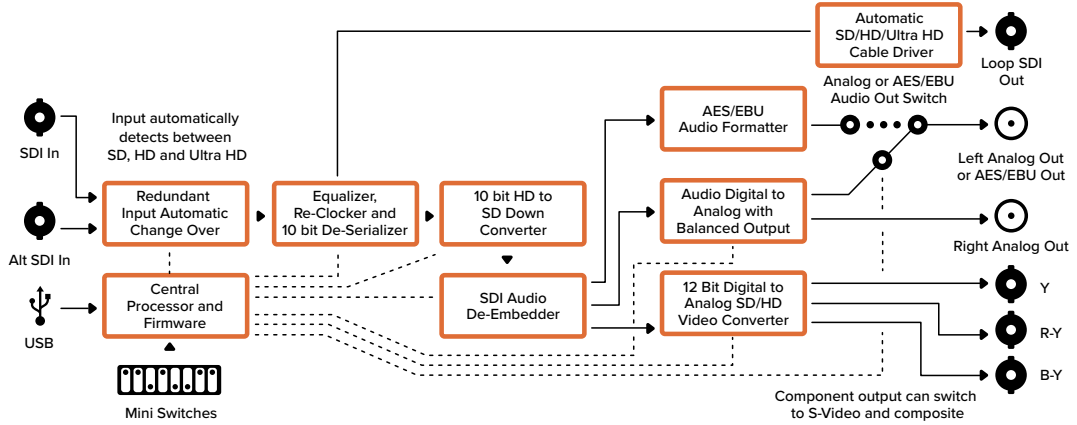 Automatic
SD/HD/Ultra HD
Cable Driver
Loop SDI
Out
Analog or AES/EBU
Audio Out Switch
SDI In
Input automatically
detects between
SD, HD and Ultra HD
AES/EBU
Audio Formatter
Left Analog Out
or AES/EBU Out
Alt SDI In
Redundant
Input Automatic
Change Over
Equalizer,
Re-Clocker and
10 bit De-Serializer
10 bit HD to
SD Down
Converter
Audio Digital to
Analog with
Balanced Output
Right Analog Out
USB
Central
Processor and
Firmware
SDI Audio
De-Embedder
12 Bit Digital to
Analog SD/HD
Video Converter
Y
R-Y
B-Y
Mini Switches
Component output can switch
to S-Video and composite